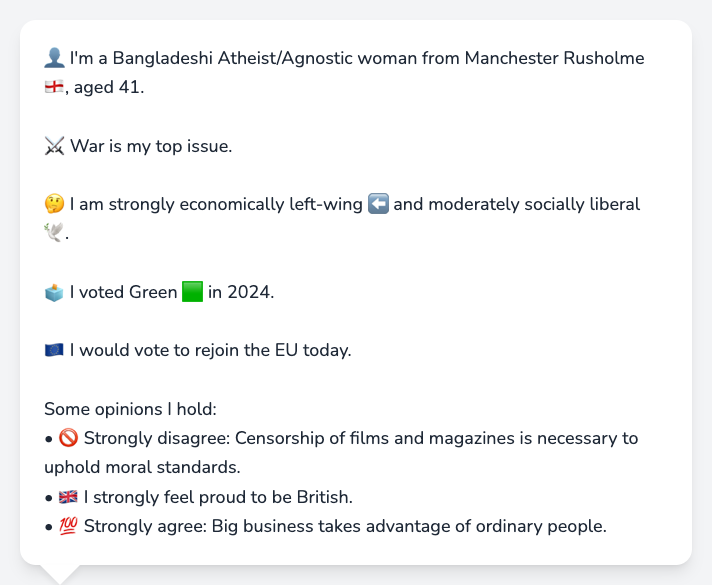 👤 I'm a Bangladeshi Atheist/Agnostic woman from Manchester Rusholme
🏴󠁧󠁢󠁥󠁮󠁧󠁿, aged 41.
⚔️ War is my top issue.
🤔 I am strongly economically left-wing ⬅️ and moderately socially liberal
🕊️.
🗳️ I voted Green 🟩 in 2024.
🇪🇺 I would vote to rejoin the EU today.
Some opinions I hold:
• 🚫 Strongly disagree: Censorship of films and magazines is necessary to
uphold moral standards.
• 🇬🇧 I strongly feel proud to be British.
• 💯 Strongly agree: Big business takes advantage of ordinary people.